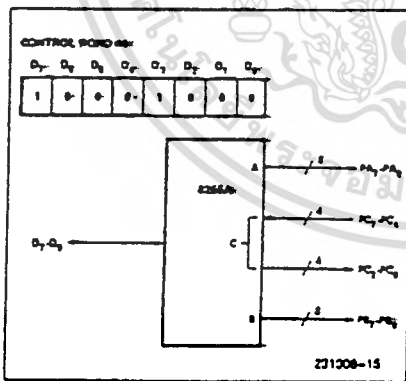 CONTROL WORD
D7 D6 D5 D4 D3 D2 D1 D0
1 0 0 0 1 0 0 0
A
8
PA7-PA0
8255A
4
PC7-PC4
D7-D0
C
4
PC3-PC0
B
8
PB7-PB0
231308-15